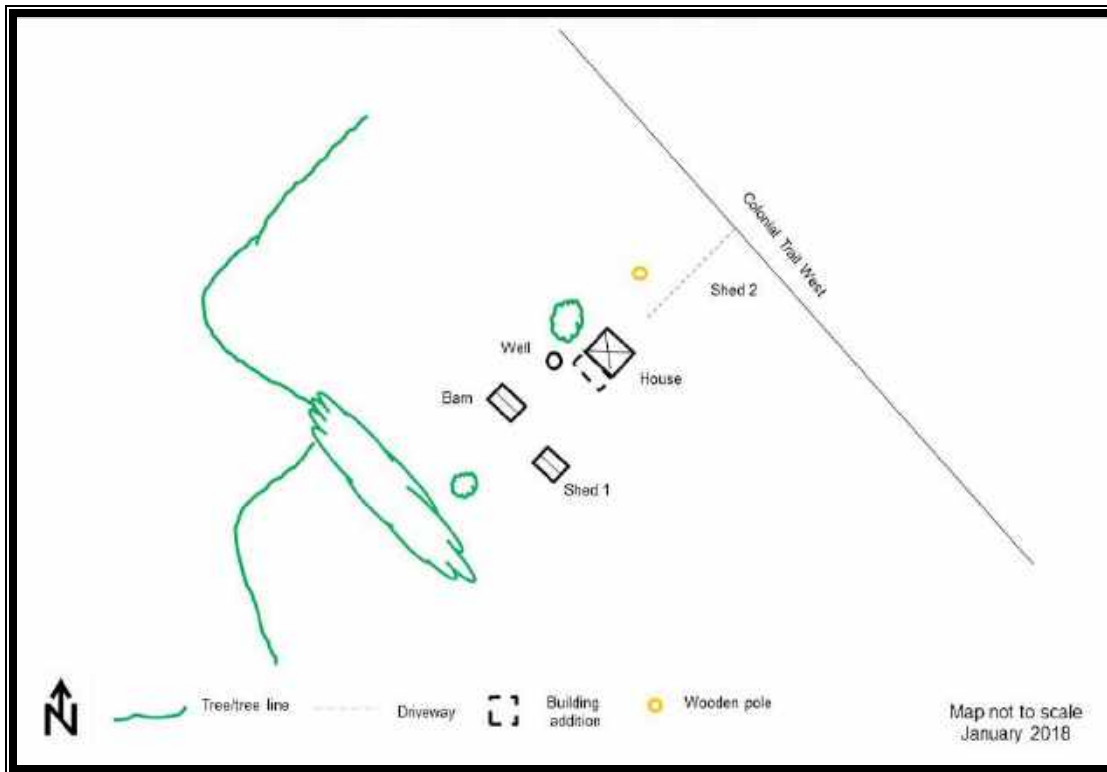 Colonial Trail West
Shed 2
Well
House
Barn
Shed 1
N
Tree/tree line
Driveway
Building
addition
Wooden pole
Map not to scale
January 2018